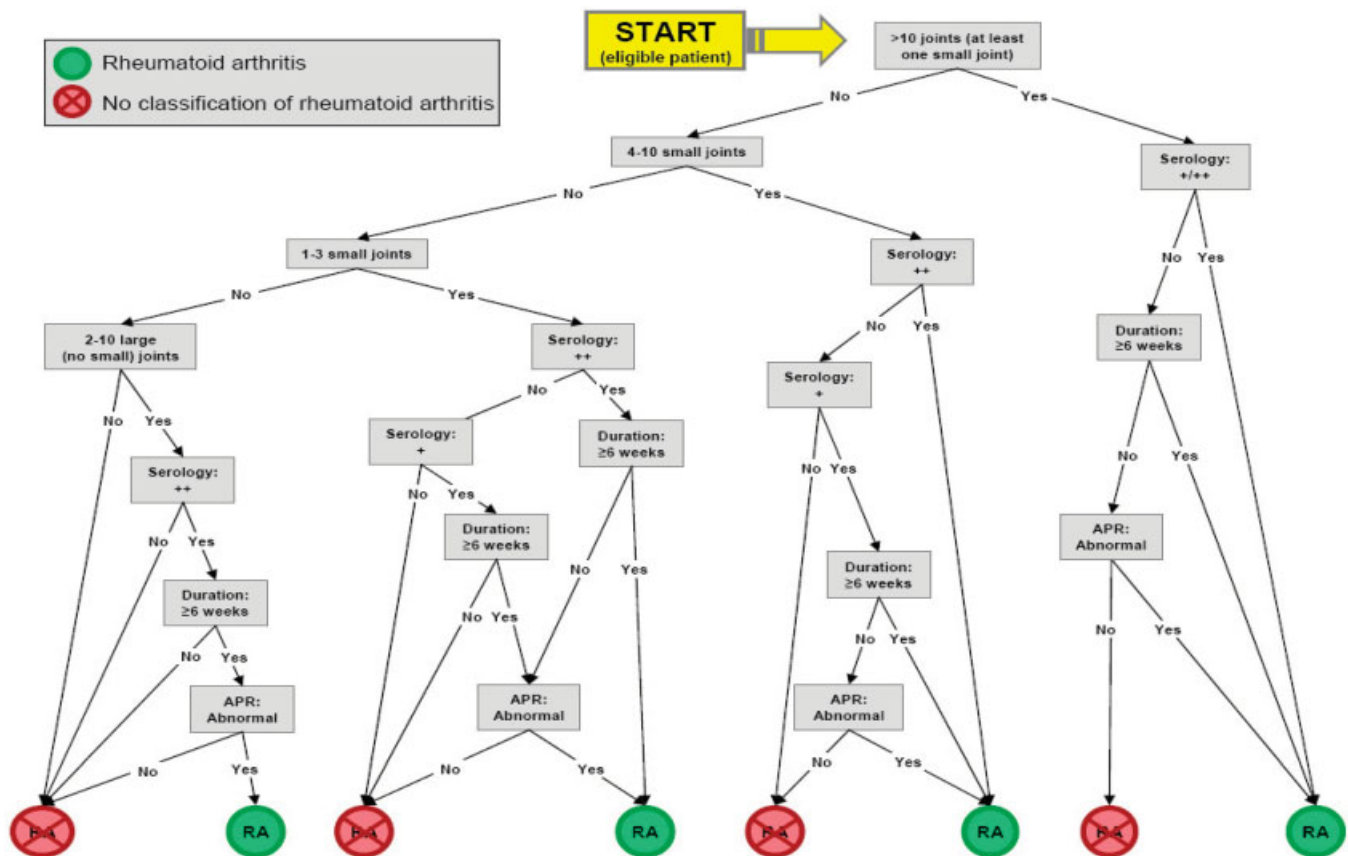 START
(eligible patient)
>10 joints (at least
one small joint)
Rheumatoid arthritis
No classification of rheumatoid arthritis
No
Yes
4-10 small joints
Serology:
+/++
No
Yes
1-3 small joints
Serology:
++
No
Yes
No
Yes
2-10 large
(no small) joints
Serology:
++
No
Yes
Duration:
≥6 weeks
Serology:
+
No
Yes
No
Yes
Serology:
+
Duration:
≥6 weeks
No
Yes
Serology:
++
No
Yes
No
Yes
Duration:
≥6 weeks
APR:
Abnormal
No
Yes
No
Yes
Duration:
≥6 weeks
Duration:
≥6 weeks
No
Yes
No
Yes
No
Yes
No
Yes
APR:
Abnormal
APR:
Abnormal
APR:
Abnormal
No
Yes
No
Yes
No
Yes
RA
RA
RA
RA
RA
RA
RA
RA